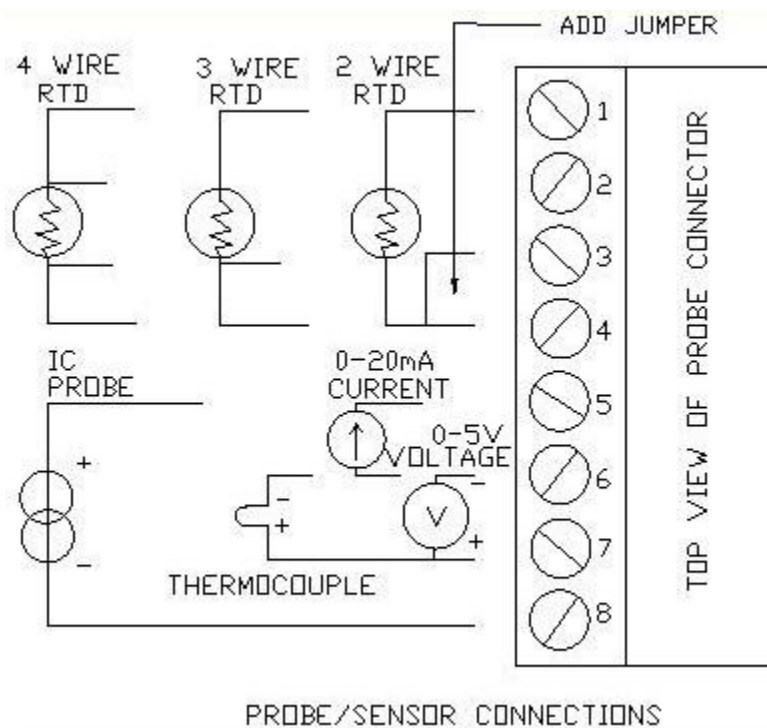 ADD JUMPER
4 WIRE
RTD
3 WIRE
RTD
2 WIRE
RTD
1
2
3
4
5
6
7
8
TOP VIEW OF PROBE CONNECTOR
IC
PROBE
+
-
0-20mA
CURRENT
0-5V
VOLTAGE
-
V
+
-
+
THERMOCOUPLE
PROBE/SENSOR CONNECTIONS